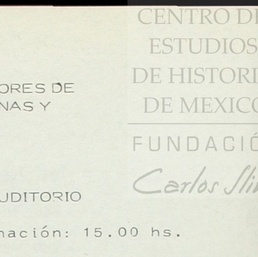 CENTRO DE
ESTUDIOS
DE HISTORI
DE MEXICO
FUNDACIÓ
Carlos Sli
ORES DE
NAS Y
UDITORIO
nación: 15.00 hs.